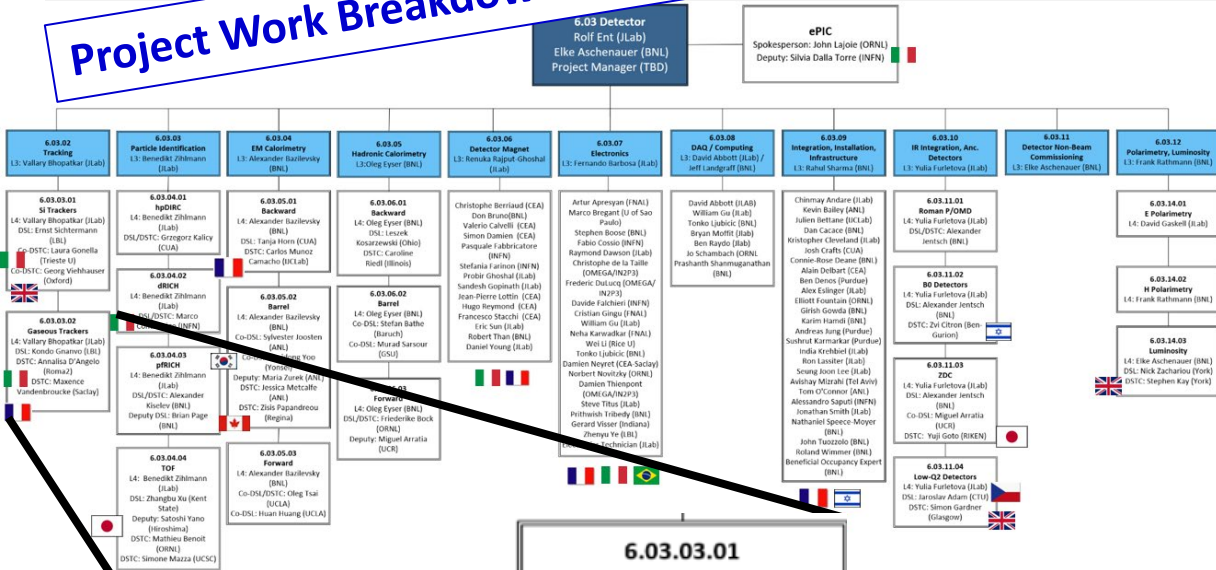 Project Work Breakdow
6.03 Detector
Rolf Ent (JLab)
Elke Aschenauer (BNL)
Project Manager (TBD)
ePIC
Spokesperson: John Lajoie (ORNL)
Deputy: Silvia Dalla Torre (INFN)
6.03.02
Tracking
L3: Vallary Bhopatkar (JLab)
6.03.03
Particle Identification
L3: Benedikt Zihlmann
(JLab)
6.03.04
EM Calorimetry
L3: Alexander Bazilevsky
(BNL)
6.03.05
Hadronic Calorimetry
L3:Oleg Eyser (BNL)
6.03.06
Detector Magnet
L3: Renuka Rajput-Ghoshal
(JLab)
6.03.07
Electronics
L3: Fernando Barbosa (JLab)
6.03.08
DAQ / Computing
L3: David Abbott (JLab) /
Jeff Landgraff (BNL)
6.03.09
Integration, Installation,
Infrastructure
L3: Rahul Sharma (BNL)
6.03.10
IR Integration, Anc.
Detectors
L3: Yulia Furletova (JLab)
6.03.11
Detector Non-Beam
Commissioning
L3: Elke Aschenauer (BNL)
6.03.12
Polarimetry, Luminosity
L3: Frank Rathmann (BNL)
6.03.03.01
Si Trackers
L4: Vallary Bhopatkar (JLab)
DSL: Ernst Sichtermann
(LBL)
Co-DSTC: Laura Gonella
(Trieste U)
Co-DSTC: Georg Viehhauser
(Oxford)
6.03.03.02
Gaseous Trackers
L4: Vallary Bhopatkar (JLab)
DSL: Kondo Gnanvo (LBL)
DSTC: Annalisa D'Angelo
(Roma2)
DSTC: Maxence
Vandenbroucke (Saclay)
6.03.04.01
hpDIRC
L4: Benedikt Zihlmann
(JLab)
DSL/DSTC: Grzegorz Kalicy
(CUA)
6.03.04.02
dRICH
L4: Benedikt Zihlmann
(JLab)
DSL/DSTC: Marco
(INFN)
6.03.04.03
pfRICH
L4: Benedikt Zihlmann
(JLab)
DSL/DSTC: Alexander
Kiselev (BNL)
Deputy DSL: Brian Page
(BNL)
6.03.04.04
TOF
L4: Benedikt Zihlmann
(JLab)
DSL: Zhangbu Xu (Kent
State)
Deputy: Satoshi Yano
(Hiroshima)
DSTC: Mathieu Benoit
(ORNL)
DSTC: Simone Mazza (UCSC)
6.03.05.01
Backward
L4: Alexander Bazilevsky
(BNL)
DSL: Tanja Horn (CUA)
DSTC: Carlos Munoz
Camacho (IJCLab)
6.03.05.02
Barrel
L4: Alexander Bazilevsky
(BNL)
Co-DSL: Sylvester Joosten
(ANL)
Yoo
(Yonsei)
Deputy: Maria Zurek (ANL)
DSTC: Jessica Metcalfe
(ANL)
DSTC: Zisis Papandreou
(Regina)
6.03.05.03
Forward
L4: Alexander Bazilevsky
(BNL)
Co-DSL/DSTC: Oleg Tsai
(UCLA)
Co-DSL: Huan Huang (UCLA)
6.03.06.01
Backward
L4: Oleg Eyser (BNL)
DSL: Leszek
Kosarzewski (Ohio)
DSTC: Caroline
Riedl (Illinois)
6.03.06.02
Barrel
L4: Oleg Eyser (BNL)
Co-DSL: Stefan Bathe
(Baruch)
Co-DSL: Murad Sarsour
(GSU)
6.03.06.03
Forward
L4: Oleg Eyser (BNL)
DSL/DSTC: Friederike Bock
(ORNL)
Deputy: Miguel Arratia
(UCR)
Christophe Berriaud (CEA)
Don Bruno(BNL)
Valerio Calvelli (CEA)
Simon Damien (CEA)
Pasquale Fabbricatore
(INFN)
Stefania Farinon (INFN)
Probir Ghoshal (JLab)
Sandesh Gopinath (JLab)
Jean-Pierre Lottin (CEA)
Hugo Reymond (CEA)
Francesco Stacchi (CEA)
Eric Sun (JLab)
Robert Than (BNL)
Daniel Young (JLab)
Artur Apresyan (FNAL)
Marco Bregant (U of Sao
Paulo)
Stephen Boose (BNL)
Fabio Cossio (INFN)
Raymond Dawson (JLab)
Christophe de la Taille
(OMEGA/IN2P3)
Frederic DuLucq (OMEGA/
IN2P3)
Davide Falchieri (INFN)
Cristian Gingu (FNAL)
William Gu (JLab)
Neha Karwadkar (FNAL)
Wei Li (Rice U)
Tonko Ljubicic (BNL)
Damien Neyret (CEA-Saclay)
Norbert Novitzky (ORNL)
Damien Thienpont
(OMEGA/IN2P3)
Steve Titus (JLab)
Prithwish Tribedy (BNL)
Gerard Visser (Indiana)
Zhenyu Ye (LBL)
Technician (JLab)
David Abbott (JLAB)
William Gu (JLab)
Tonko Ljubicic (BNL)
Bryan Moffit (Jlab)
Ben Raydo (Jlab)
Jo Schambach (ORNL
Prashanth Shanmuganathan
(BNL)
Chinmay Andare (JLab)
Kevin Bailey (ANL)
Julien Bettane (IJCLab)
Dan Cacace (BNL)
Kristopher Cleveland (JLab)
Josh Crafts (CUA)
Connie-Rose Deane (BNL)
Alain Delbart (CEA)
Ben Denos (Purdue)
Alex Eslinger (JLab)
Elliott Fountain (ORNL)
Girish Gowda (BNL)
Karim Hamdi (BNL)
Andreas Jung (Purdue)
Sushrut Karmarkar (Purdue)
India Krehbiel (JLab)
Ron Lassiter (JLab)
Seung Joon Lee (JLab)
Avishay Mizrahi (Tel Aviv)
Tom O'Connor (ANL)
Alessandro Saputi (INFN)
Jonathan Smith (JLab)
Nathaniel Speece-Moyer
(BNL)
John Tuozzolo (BNL)
Roland Wimmer (BNL)
Beneficial Occupancy Expert
(BNL)
6.03.11.01
Roman P/OMD
L4: Yulia Furletova (JLab)
DSL/DSTC: Alexander
Jentsch (BNL)
6.03.11.02
B0 Detectors
L4: Yulia Furletova (JLab)
DSL: Alexander Jentsch
(BNL)
DSTC: Zvi Citron (Ben-
Gurion)
6.03.11.03
ZDC
L4: Yulia Furletova (JLab)
DSL: Alexander Jentsch
(BNL)
Co-DSL: Miguel Arratia
(UCR)
DSTC: Yuji Goto (RIKEN)
6.03.11.04
Low-Q2 Detectors
L4: Yulia Furletova (JLab)
DSL: Jaroslav Adam (CTU)
DSTC: Simon Gardner
(Glasgow)
6.03.14.01
E Polarimetry
L4: David Gaskell (JLab)
6.03.14.02
H Polarimetry
L4: Frank Rathmann (BNL)
6.03.14.03
Luminosity
L4: Elke Aschenauer (BNL)
DSL: Nick Zachariou (York)
DSTC: Stephen Kay (York)
6.03.03.01